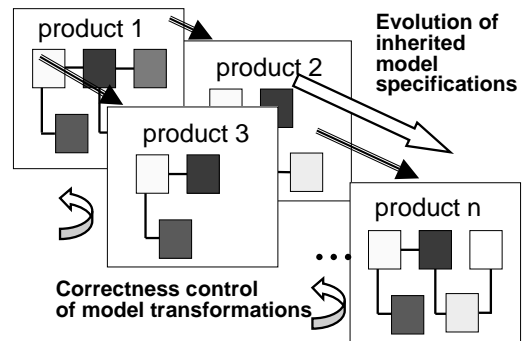 product 1
Evolution of
inherited
model
specifications
product 2
product 3
product n
...
Correctness control
of model transformations